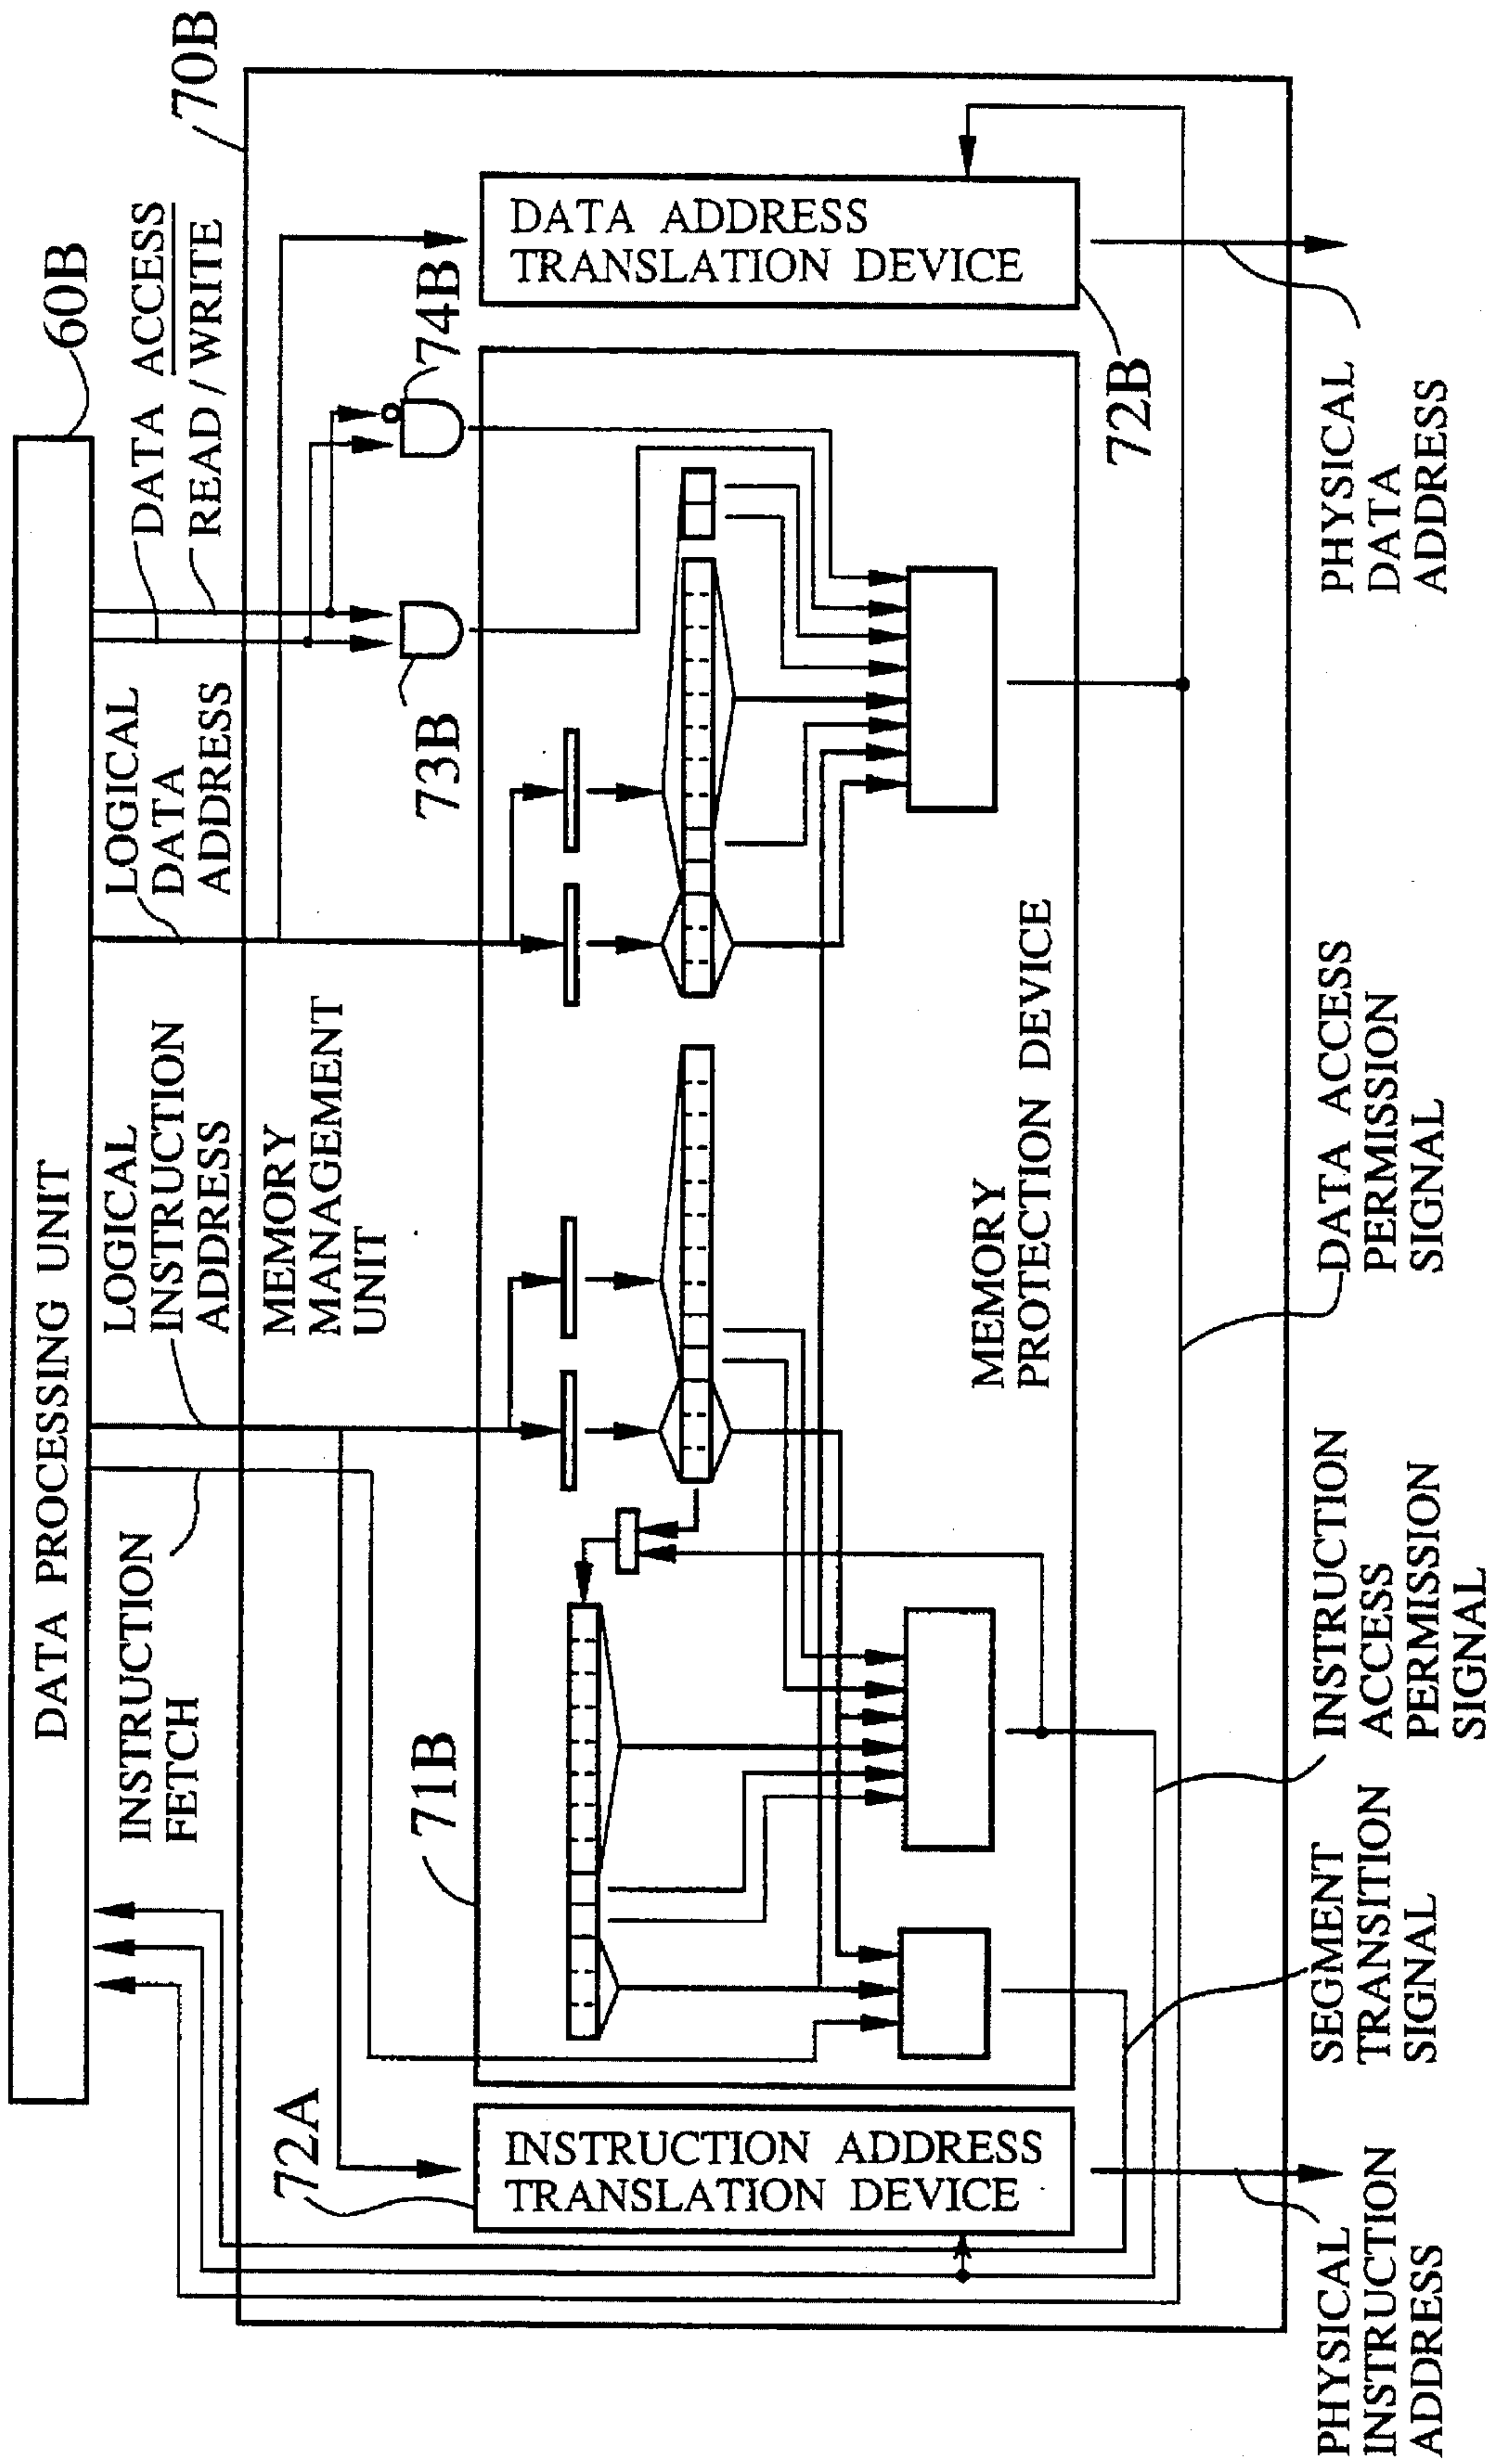 DATA PROCESSING UNIT
60B
INSTRUCTION
FETCH
LOGICAL
INSTRUCTION
ADDRESS
LOGICAL
DATA
ADDRESS
DATA ACCESS
READ / WRITE
70B
MEMORY
MANAGEMENT
UNIT
72A
71B
73B
74B
INSTRUCTION ADDRESS
TRANSLATION DEVICE
DATA ADDRESS
TRANSLATION DEVICE
72B
MEMORY
PROTECTION DEVICE
PHYSICAL
INSTRUCTION
ADDRESS
SEGMENT
TRANSITION
SIGNAL
INSTRUCTION
ACCESS
PERMISSION
SIGNAL
DATA ACCESS
PERMISSION
SIGNAL
PHYSICAL
DATA
ADDRESS